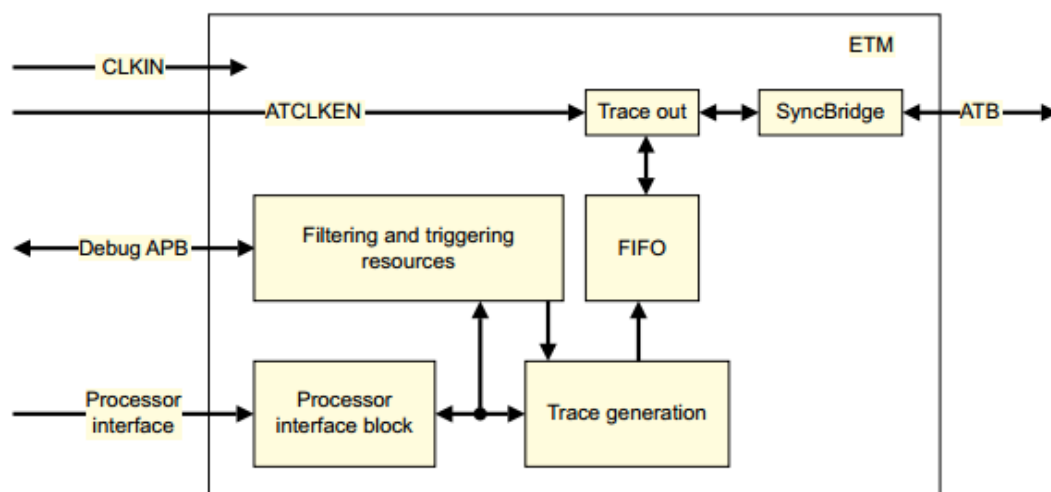 ETM
CLKIN
ATCLKEN
Trace out
SyncBridge
ATB
Debug APB
Filtering and triggering
resources
FIFO
Processor
interface
Processor
interface block
Trace generation